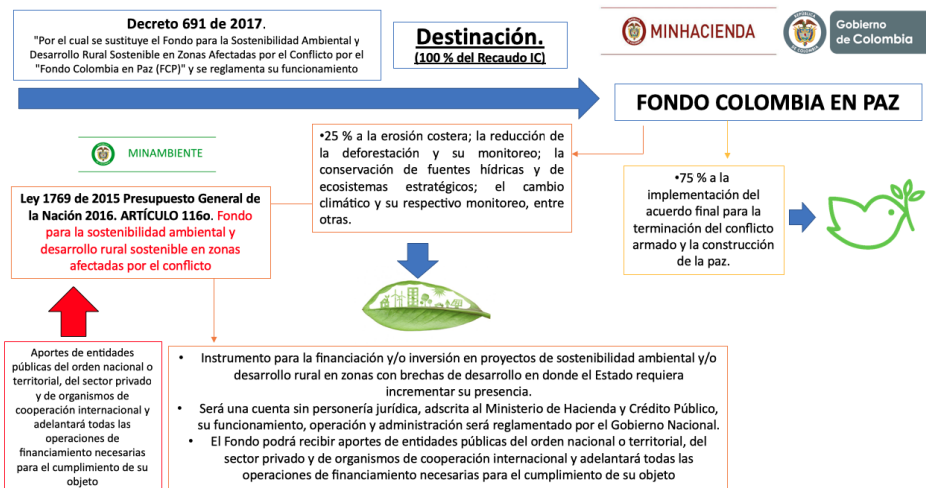 Decreto 691 de 2017.
"Por el cual se sustituye el Fondo para la Sostenibilidad Ambiental y
Desarrollo Rural Sostenible en Zonas Afectadas por el Conflicto por el
"Fondo Colombia en Paz (FCP)" y se reglamenta su funcionamiento
Destinación.
(100 % del Recaudo IC)
MINHACIENDA
Gobierno
de Colombia
FONDO COLOMBIA EN PAZ
MINAMBIENTE
•25 % a la erosión costera; la reducción de
la deforestación y su monitoreo; la
conservación de fuentes hídricas y de
ecosistemas estratégicos; el cambio
climático y su respectivo monitoreo, entre
otras.
•75 % a la
implementación del
acuerdo final para la
terminación del conflicto
armado y la construcción
de la paz.
Ley 1769 de 2015 Presupuesto General de
la Nación 2016. ARTÍCULO 116o. Fondo
para la sostenibilidad ambiental y
desarrollo rural sostenible en zonas
afectadas por el conflicto
Aportes de entidades
públicas del orden nacional o
territorial, del sector privado
y de organismos de
cooperación internacional y
adelantará todas las
operaciones de
financiamiento necesarias
para el cumplimiento de su
objeto
• Instrumento para la financiación y/o inversión en proyectos de sostenibilidad ambiental y/o
desarrollo rural en zonas con brechas de desarrollo en donde el Estado requiera
incrementar su presencia.
• Será una cuenta sin personería jurídica, adscrita al Ministerio de Hacienda y Crédito Público,
su funcionamiento, operación y administración será reglamentado por el Gobierno Nacional.
• El Fondo podrá recibir aportes de entidades públicas del orden nacional o territorial, del
sector privado y de organismos de cooperación internacional y adelantará todas las
operaciones de financiamiento necesarias para el cumplimiento de su objeto